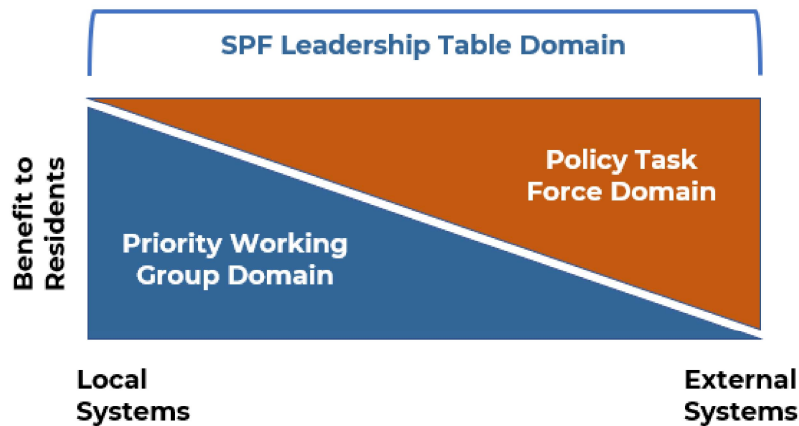 SPF Leadership Table Domain
Benefit to
Residents
Policy Task
Force Domain
Priority Working
Group Domain
Local
Systems
External
Systems